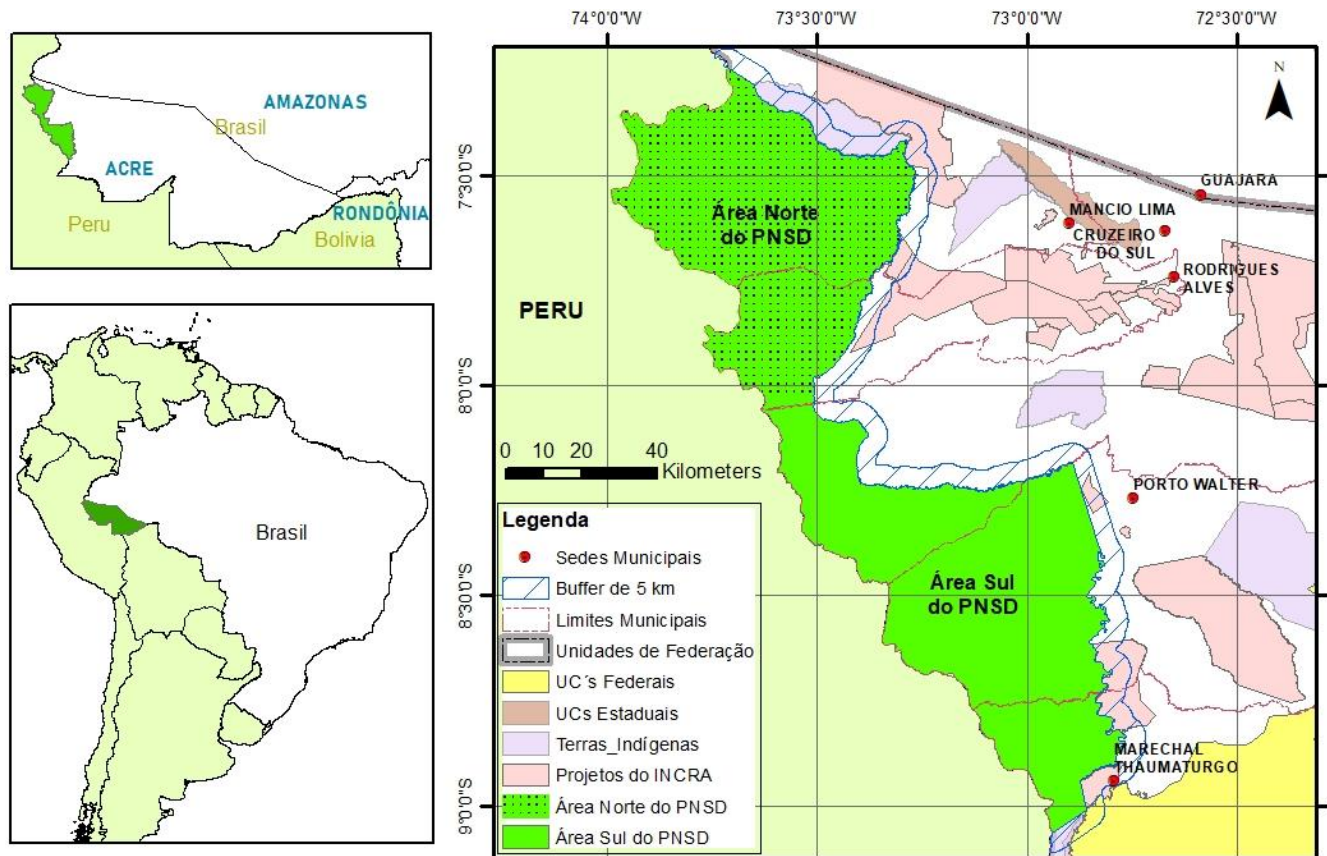 AMAZONAS
Brasil
ACRE
RONDÔNIA
Peru
Bolivia
Brasil
74°0'0"W
73°30'0"W
73°0'0"W
72°30'0"W
N
7°30'0"S
8°0'0"S
8°30'0"S
9°0'0"S
GUAJARA
MANCIO LIMA
CRUZEIRO
DO SUL
RODRIGUES
ALVES
Área Norte
do PNSD
PERU
0 10 20 40
Kilometers
PORTO WALTER
Área Sul
do PNSD
MARECHAL
THAUMATURGO
Legenda
Sedes Municipais
Buffer de 5 km
Limites Municipais
Unidades de Federação
UC´s Federais
UCs Estaduais
Terras_Indígenas
Projetos do INCRA
Área Norte do PNSD
Área Sul do PNSD